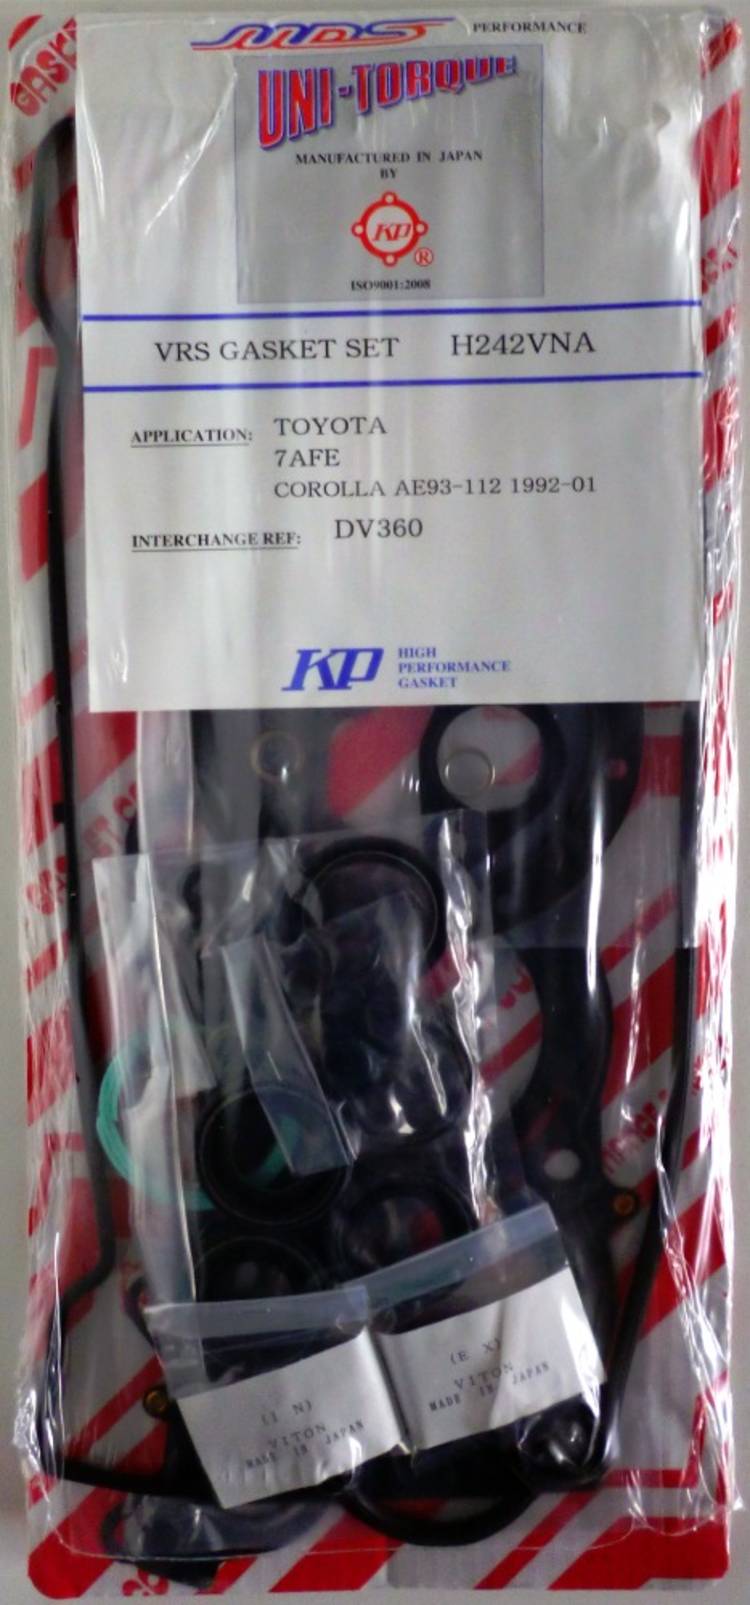 MDS PERFORMANCE
UNI-TORQUE
MANUFACTURED IN JAPAN
BY
KP®
ISO9001:2008
VRS GASKET SET H242VNA
APPLICATION: TOYOTA
7AFE
COROLLA AE93-112 1992-01
INTERCHANGE REF: DV360
KP HIGH
PERFORMANCE
GASKET
(E X)
VITON
MADE IN JAPAN
(I N)
VITON
MADE IN JAPAN